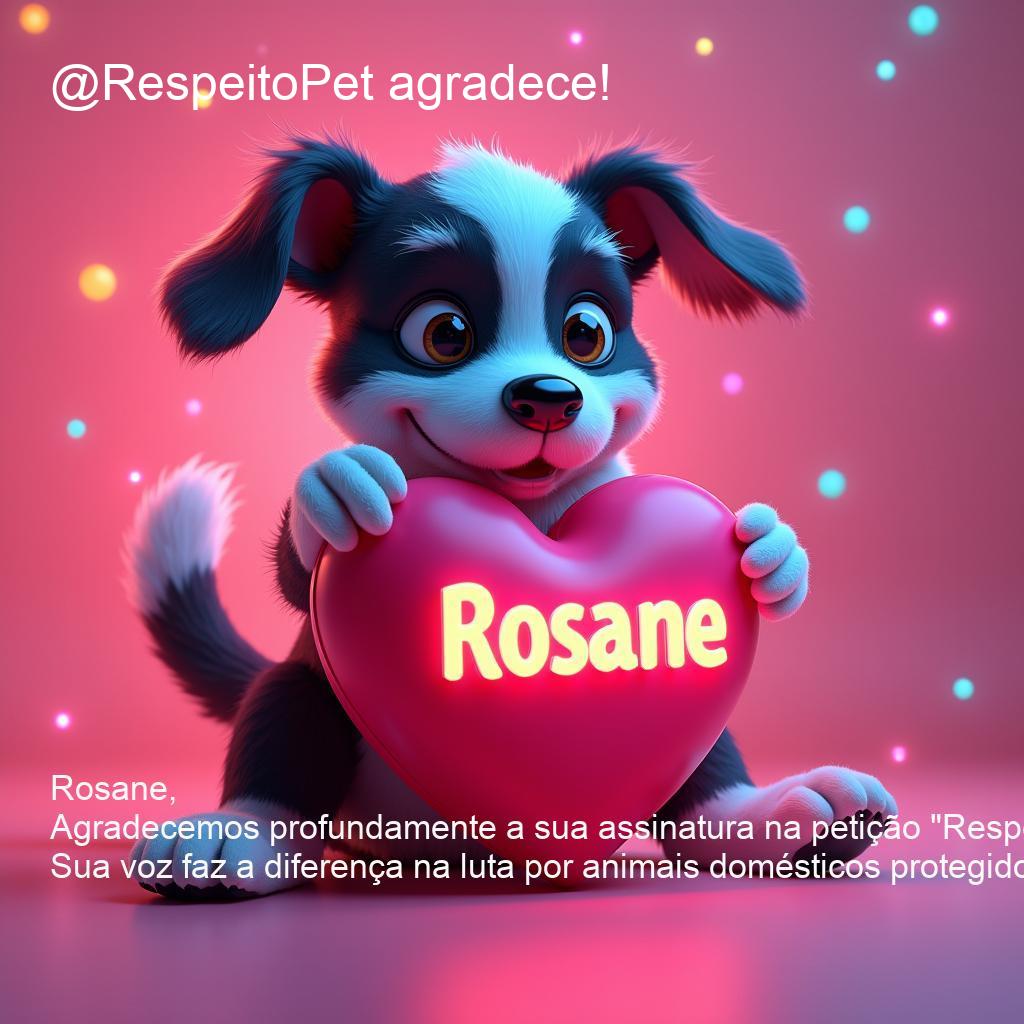 @RespeitoPet agradece!
Rosane
Rosane,
Agradecemos profundamente a sua assinatura na petição "Resp
Sua voz faz a diferença na luta por animais domésticos protegido